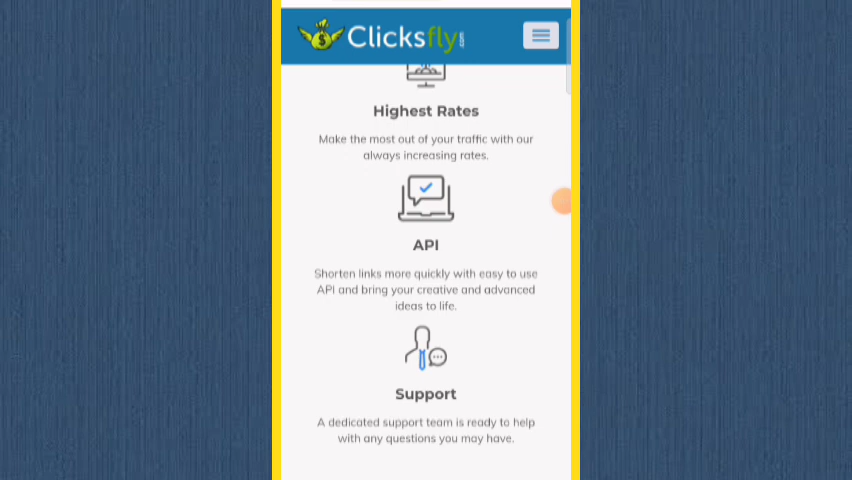 Clicksfly
Highest Rates
Make the most out of your traffic with our
always increasing rates.
API
Shorten links more quickly with easy to use
API and bring your creative and advanced
ideas to life.
Support
A dedicated support team is ready to help
with any questions you may have.